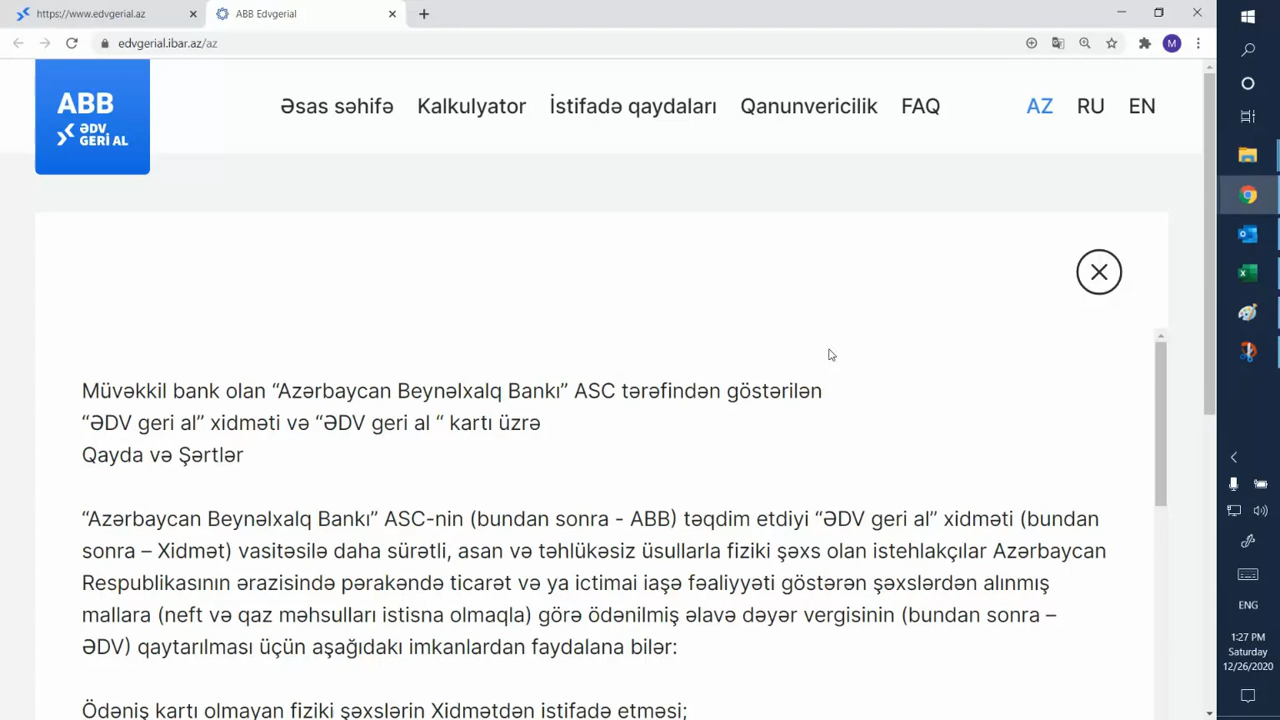 https://www.edvgerial.az
ABB Edvgerial
edvgerial.ibar.az/az
M
ABB
ƏDV
GERİ AL
Əsas səhifə Kalkulyator İstifadə qaydaları Qanunvericilik FAQ AZ RU EN
Müvəkkil bank olan “Azərbaycan Beynəlxalq Bankı” ASC tərəfindən göstərilən
“ƏDV geri al” xidməti və “ƏDV geri al “ kartı üzrə
Qayda və Şərtlər
“Azərbaycan Beynəlxalq Bankı” ASC-nin (bundan sonra - ABB) təqdim etdiyi “ƏDV geri al” xidməti (bundan
sonra – Xidmət) vasitəsilə daha sürətli, asan və təhlükəsiz üsullarla fiziki şəxs olan istehlakçılar Azərbaycan
Respublikasının ərazisində pərakəndə ticarət və ya ictimai iaşə fəaliyyəti göstərən şəxslərdən alınmış
mallara (neft və qaz məhsulları istisna olmaqla) görə ödənilmiş əlavə dəyər vergisinin (bundan sonra –
ƏDV) qaytarılması üçün aşağıdakı imkanlardan faydalana bilər:
Ödəniş kartı olmayan fiziki şəxslərin Xidmətdən istifadə etməsi;
ENG
1:27 PM
Saturday
12/26/2020